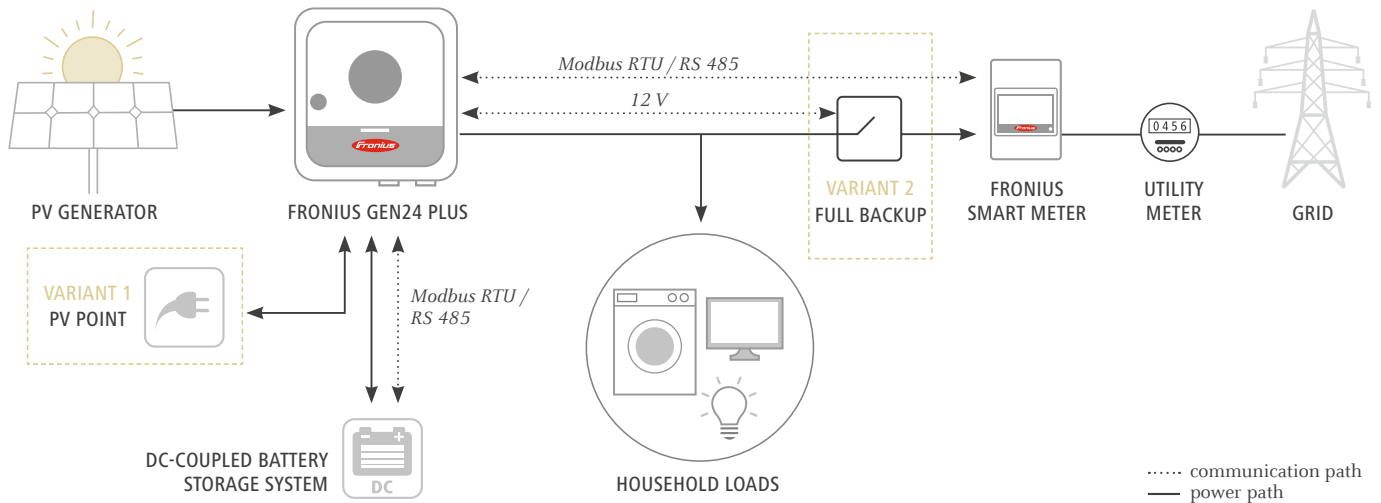 Modbus RTU / RS 485
12 V
Fronius
Fronius
0456
PV GENERATOR
FRONIUS GEN24 PLUS
VARIANT 2
FULL BACKUP
FRONIUS
SMART METER
UTILITY
METER
GRID
VARIANT 1
PV POINT
Modbus RTU /
RS 485
DC-COUPLED BATTERY
STORAGE SYSTEM
DC
HOUSEHOLD LOADS
communication path
power path